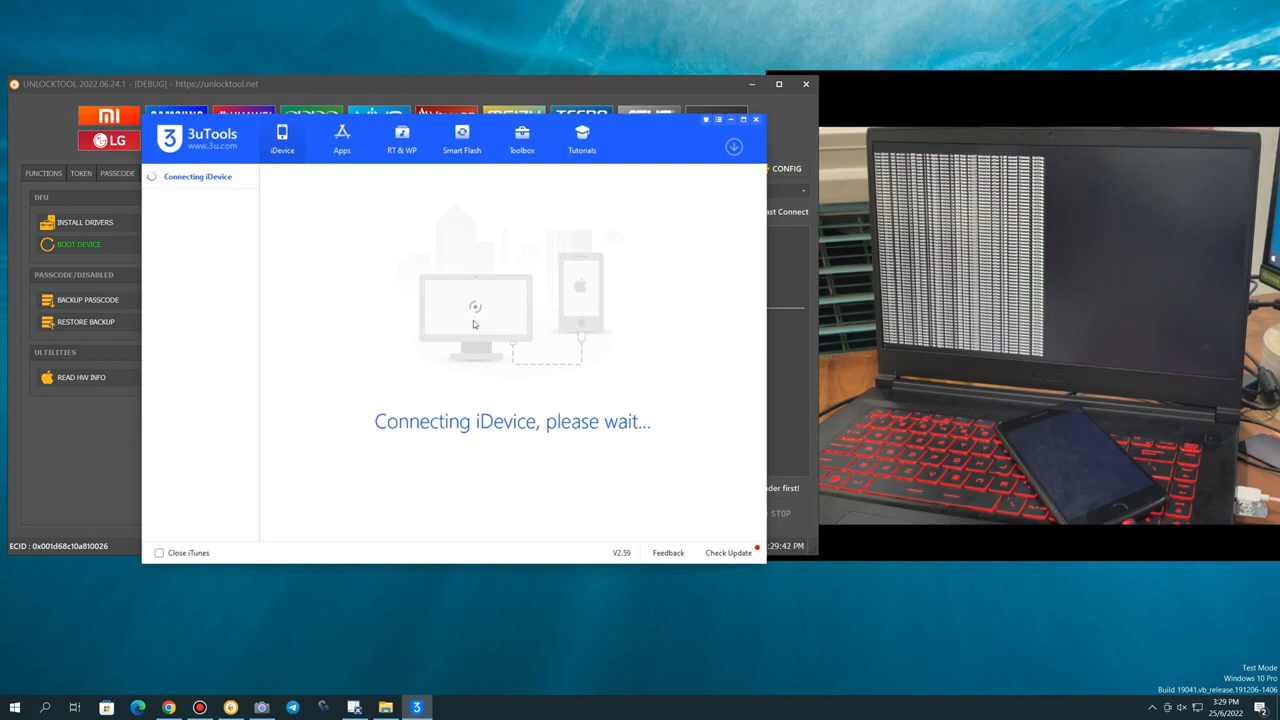 UNLOCKTOOL 2022.06.24.1 - [DEBUG] - https://unlocktool.net
MI
LG
3 3uTools
www.3u.com
iDevice
Apps
RT & WP
Smart Flash
Toolbox
Tutorials
CONFIG
FUNCTIONS TOKEN PASSCODE
Connecting iDevice
DFU
INSTALL DRIVERS
BOOT DEVICE
ast Connect
PASSCODE/DISABLED
BACKUP PASSCODE
RESTORE BACKUP
UTILITIES
READ HW INFO
Connecting iDevice, please wait...
der first!
STOP
ECID : 0x001d68c10a810026
:29:42 PM
Close iTunes
V2.59
Feedback
Check Update
Test Mode
Windows 10 Pro
Build 19041.vb_release.191206-1406
3:29 PM
25/6/2022
2